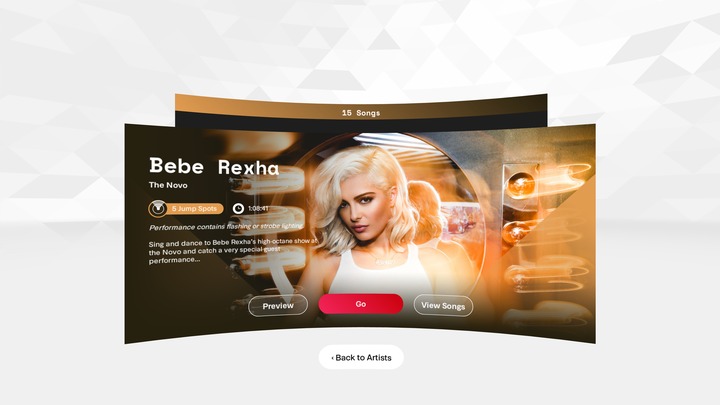 15 Songs
Bebe Rexha
The Novo
5 Jump Spots 1:08:41
Performance contains flashing or strobe lighting.
Sing and dance to Bebe Rexha's high-octane show at
the Novo and catch a very special guest
performance...
Preview Go View Songs
‹ Back to Artists